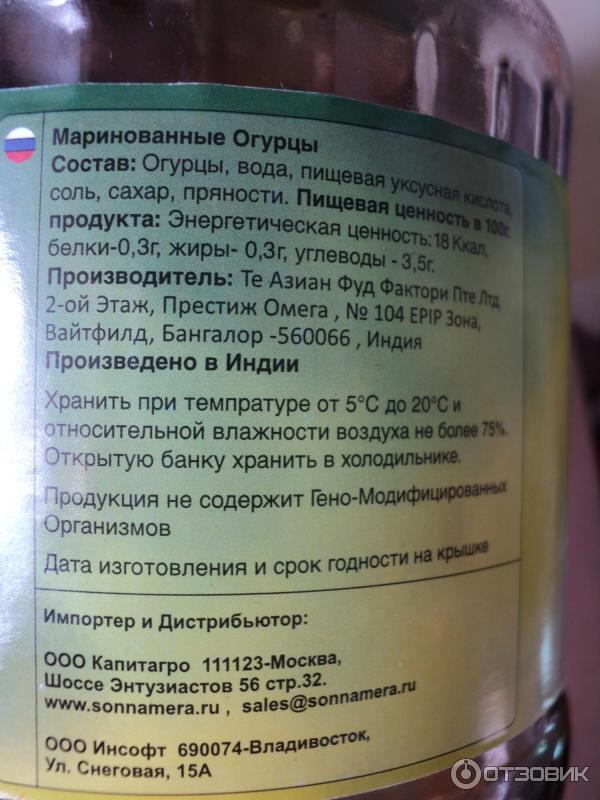 Маринованные Огурцы
Состав: Огурцы, вода, пищевая уксусная кислота,
соль, сахар, пряности. Пищевая ценность в 100г.
продукта: Энергетическая ценность: 18 Ккал,
белки-0,3г, жиры- 0,3г, углеводы - 3,5г.
Производитель: Те Азиан Фуд Фактори Пте Лтд
2-ой Этаж, Престиж Омега , № 104 EPIP Зона,
Вайтфилд, Бангалор -560066 , Индия
Произведено в Индии
Хранить при темпратуре от 5°С до 20°С и
относительной влажности воздуха не более 75%.
Открытую банку хранить в холодильнике.
Продукция не содержит Гено-Модифицированных
Организмов
Дата изготовления и срок годности на крышке
Импортер и Дистрибьютор:
ООО Капитагро 111123-Москва,
Шоссе Энтузиастов 56 стр.32.
www.sonnamera.ru , sales@sonnamera.ru
ООО Инсофт 690074-Владивосток,
Ул. Снеговая, 15А
ОТЗОВИК